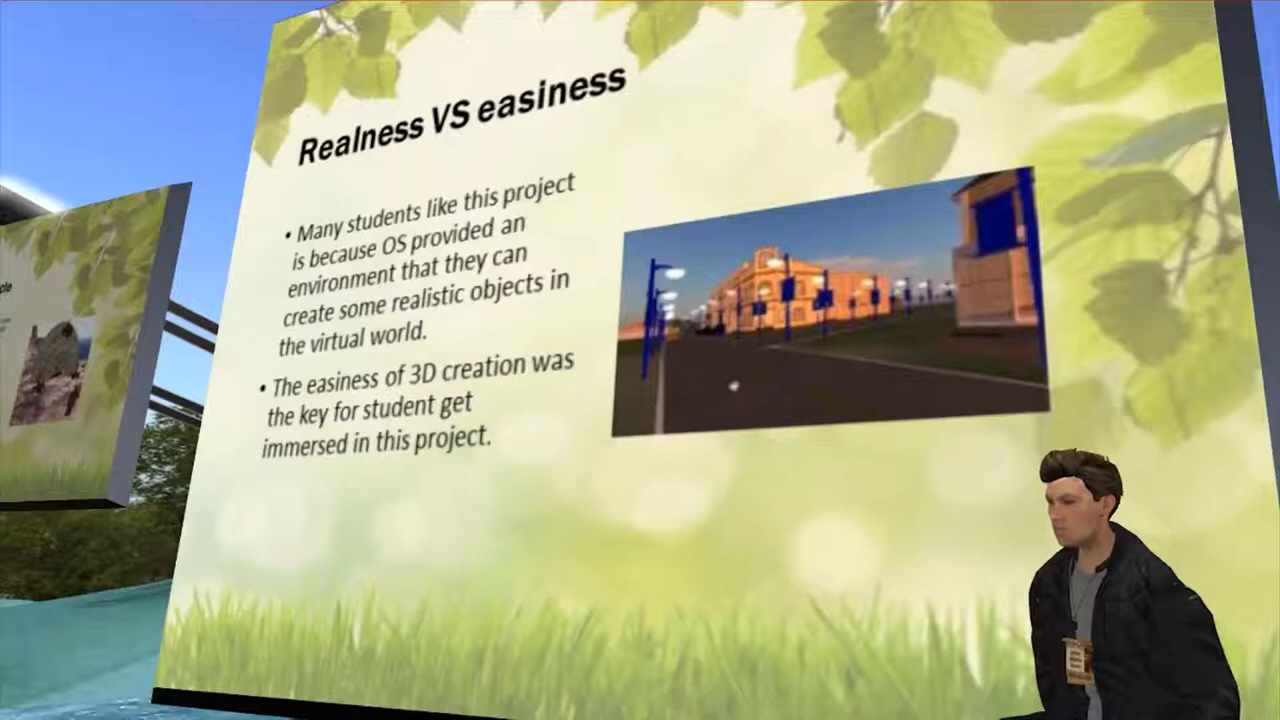 Realness VS easiness
• Many students like this project
is because OS provided an
environment that they can
create some realistic objects in
the virtual world.
• The easiness of 3D creation was
the key for student get
immersed in this project.